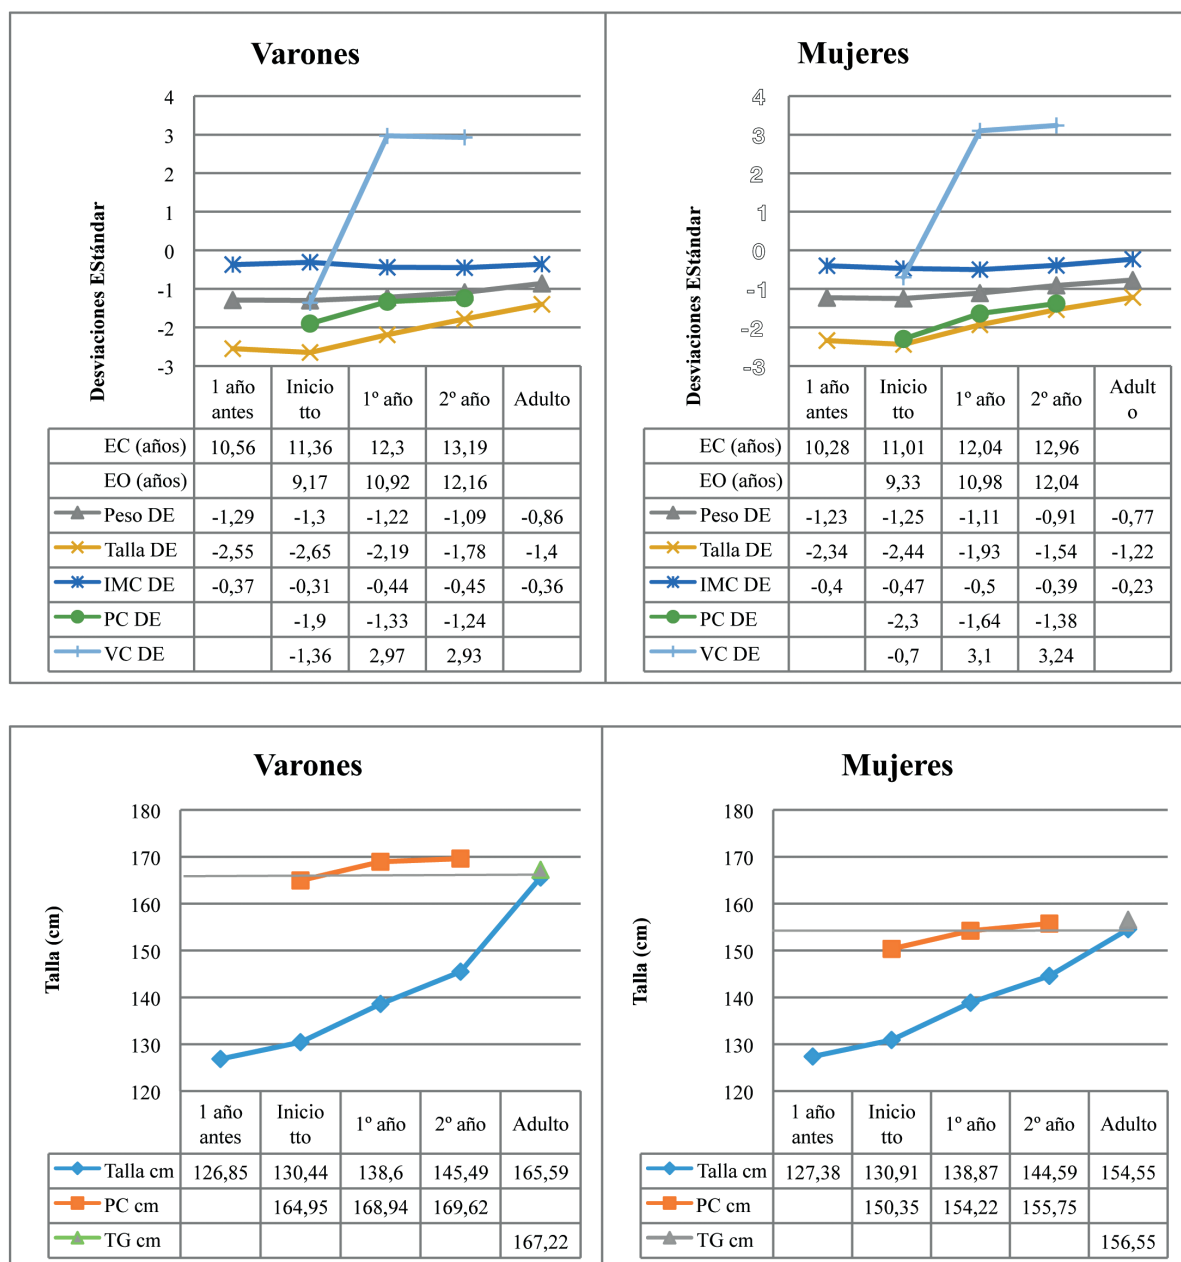 Varones
4
3
2
1
0
-1
-2
-3
Desviaciones EStándar
1 año antes Inicio tto 1º año 2º año Adulto
EC (años) 10,56 11,36 12,3 13,19
EO (años) 9,17 10,92 12,16
Peso DE -1,29 -1,3 -1,22 -1,09 -0,86
Talla DE -2,55 -2,65 -2,19 -1,78 -1,4
IMC DE -0,37 -0,31 -0,44 -0,45 -0,36
PC DE -1,9 -1,33 -1,24
VC DE -1,36 2,97 2,93
Mujeres
4
3
2
1
0
-1
-2
-3
Desviaciones EStándar
1 año antes Inicio tto 1º año 2º año Adult o
EC (años) 10,28 11,01 12,04 12,96
EO (años) 9,33 10,98 12,04
Peso DE -1,23 -1,25 -1,11 -0,91 -0,77
Talla DE -2,34 -2,44 -1,93 -1,54 -1,22
IMC DE -0,4 -0,47 -0,5 -0,39 -0,23
PC DE -2,3 -1,64 -1,38
VC DE -0,7 3,1 3,24
Varones
180
170
160
150
140
130
120
Talla (cm)
1 año antes Inicio tto 1º año 2º año Adulto
Talla cm 126,85 130,44 138,6 145,49 165,59
PC cm 164,95 168,94 169,62
TG cm 167,22
Mujeres
180
170
160
150
140
130
120
Talla (cm)
1 año antes Inicio tto 1º año 2º año Adulto
Talla cm 127,38 130,91 138,87 144,59 154,55
PC cm 150,35 154,22 155,75
TG cm 156,55